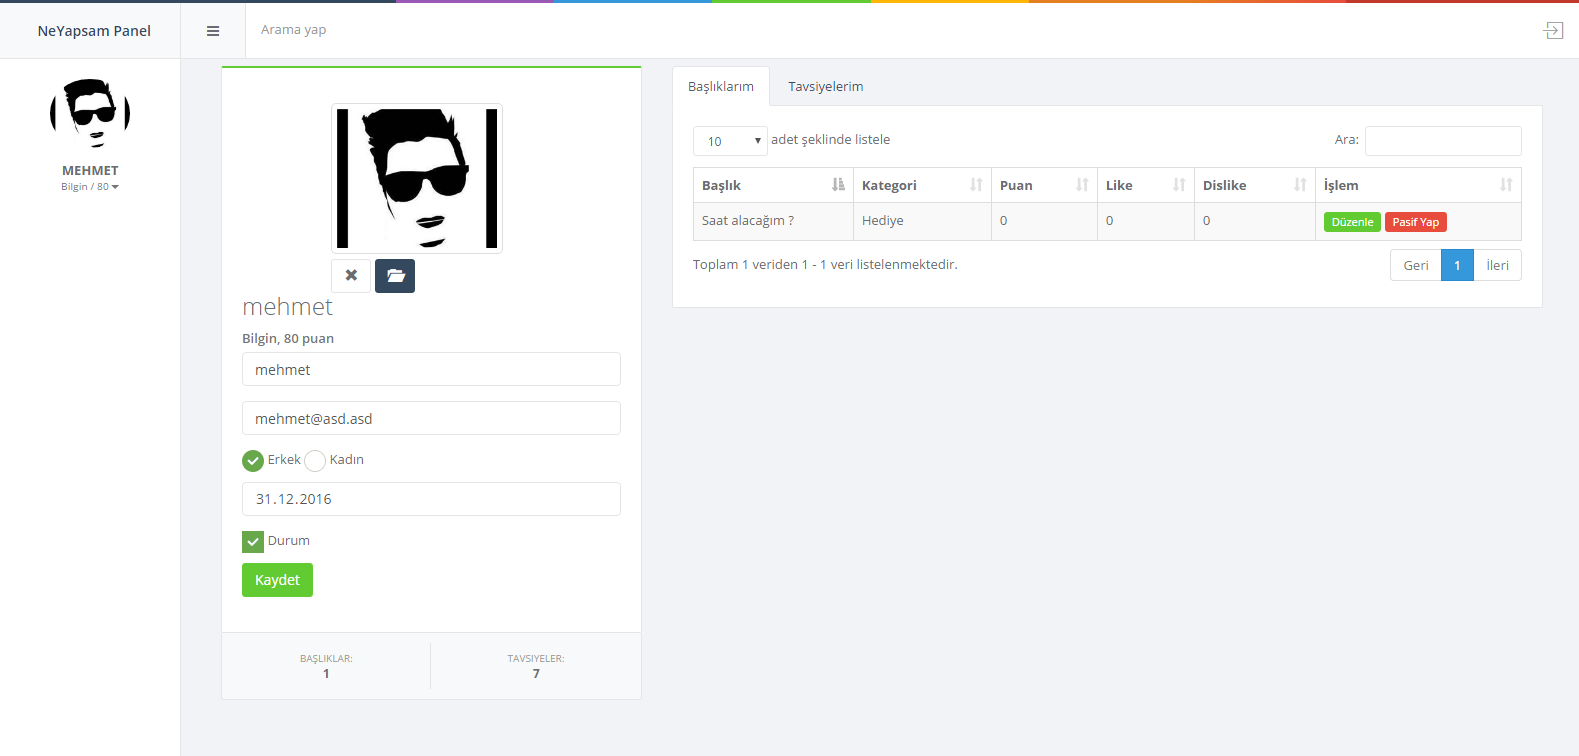 NeYapsam Panel
Arama yap
MEHMET
Bilgin / 80
mehmet
Bilgin, 80 puan
mehmet
mehmet@asd.asd
Erkek Kadın
31.12.2016
Durum
Kaydet
BAŞLIKLAR: TAVSIYELER:
1 7
Başlıklarım Tavsiyelerim
10 adet şeklinde listele Ara:
Başlık Kategori Puan Like Dislike İşlem
Saat alacağım ? Hediye 0 0 0 Düzenle Pasif Yap
Toplam 1 veriden 1 - 1 veri listelenmektedir. Geri 1 İleri